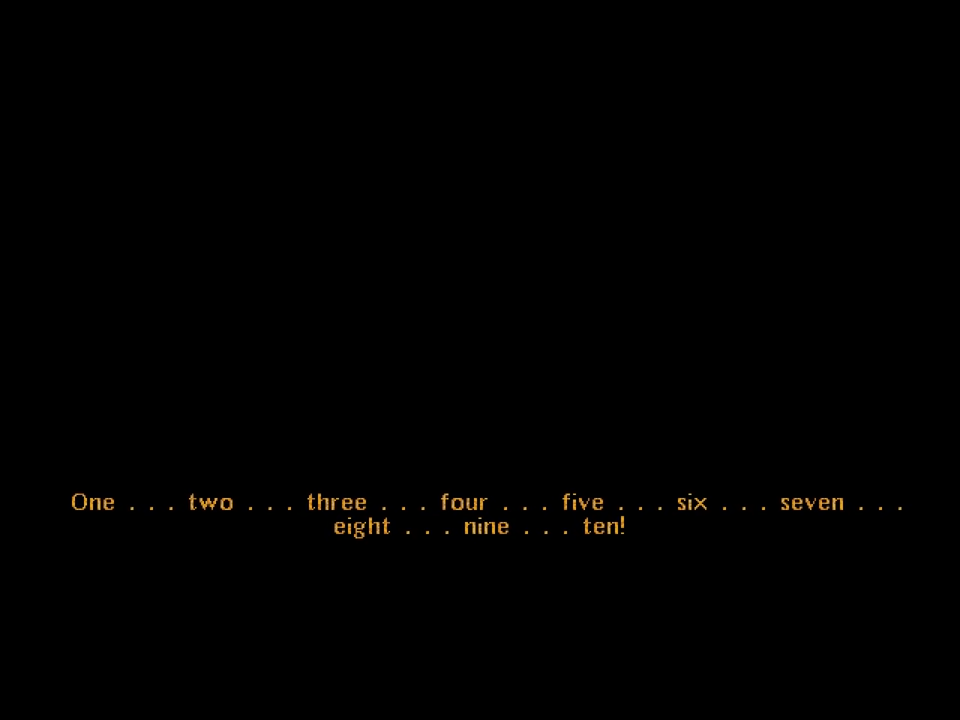 One . . . two . . . three . . . four . . . five . . . six . . . seven . . .
eight . . . nine . . . ten!